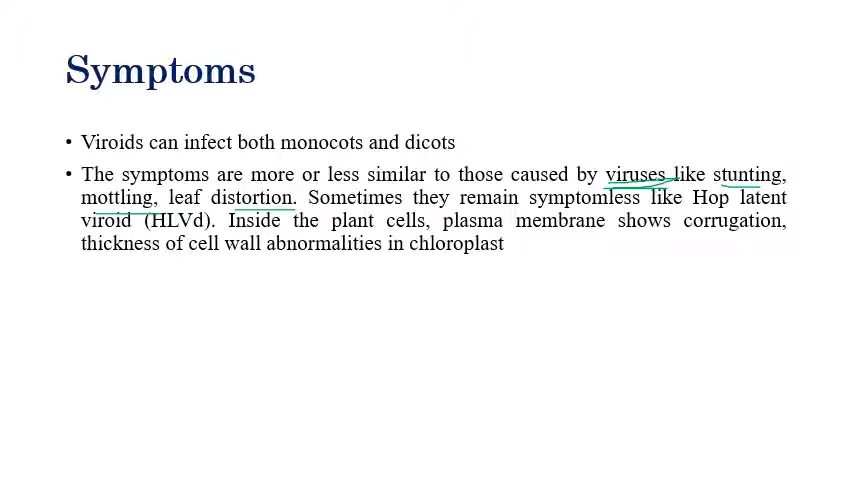 Symptoms
• Viroids can infect both monocots and dicots
• The symptoms are more or less similar to those caused by viruses like stunting,
mottling, leaf distortion. Sometimes they remain symptomless like Hop latent
viroid (HLVd). Inside the plant cells, plasma membrane shows corrugation,
thickness of cell wall abnormalities in chloroplast